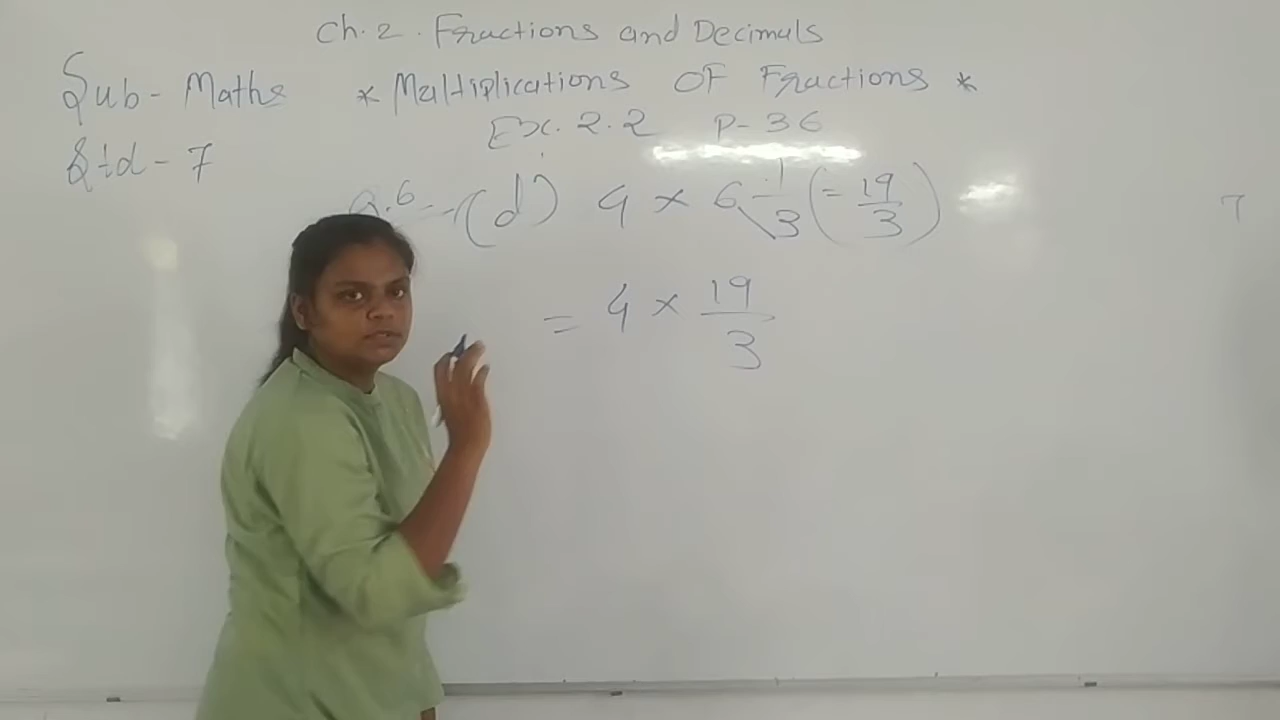 Ch. 2. Fractions and Decimals
Sub - Maths * Multiplications OF Fractions *
Ex. 2.2 P-36
Std - 7
Q.6 - (d) 4 × 6 1/3 (= 19/3)
= 4 × 19/3
7